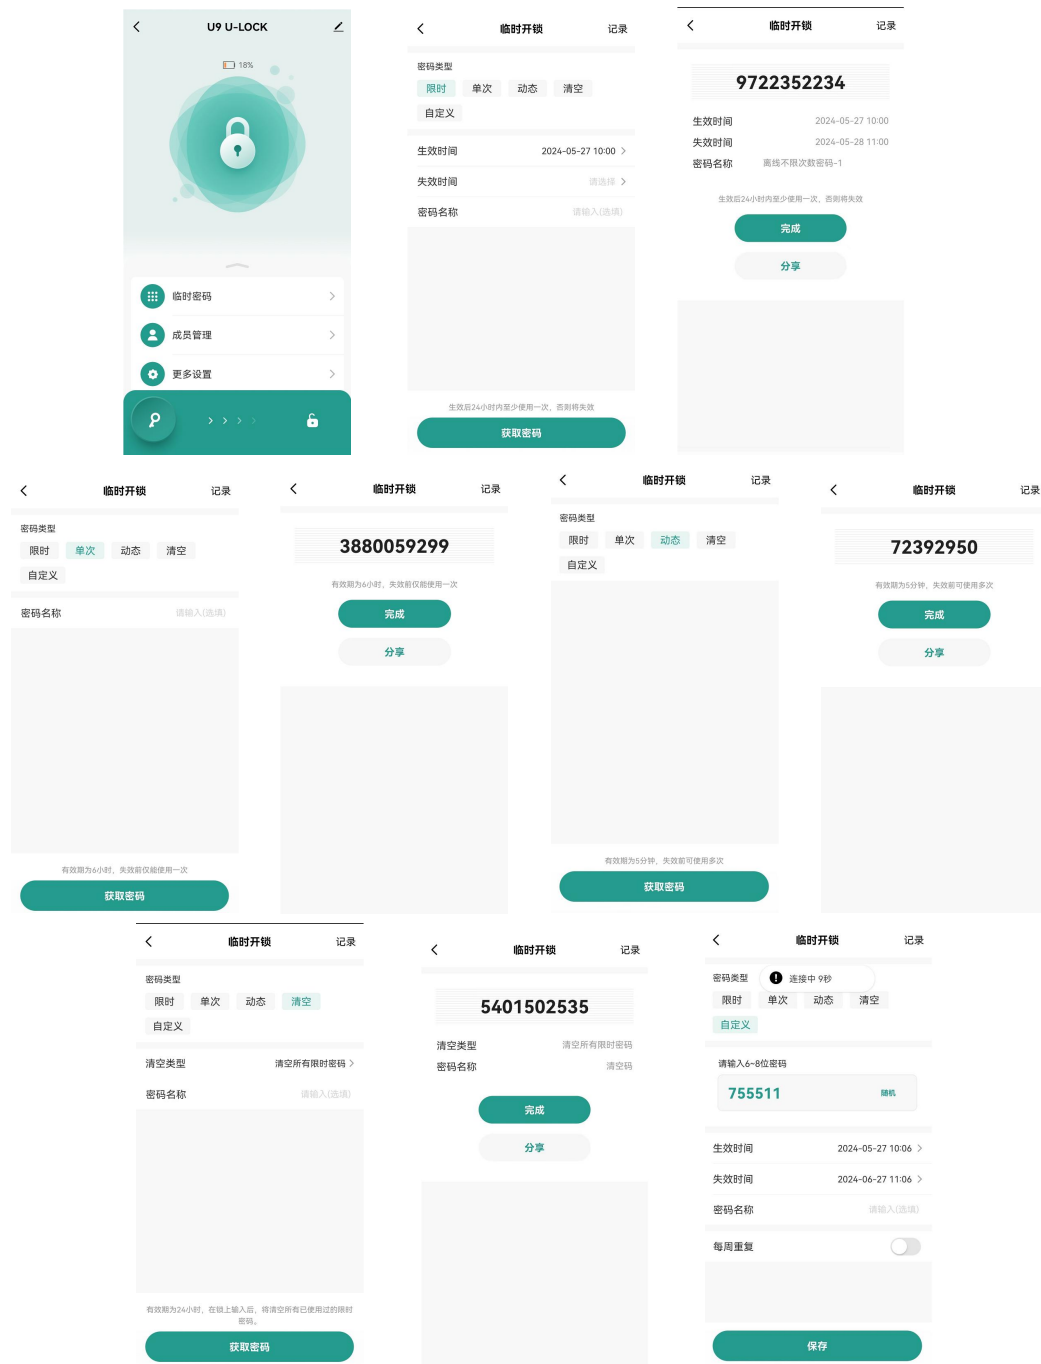 U9 U-LOCK
18%
临时密码
成员管理
更多设置
临时开锁 记录
密码类型
限时 单次 动态 清空
自定义
生效时间 2024-05-27 10:00
失效时间 请选择
密码名称 请输入(选填)
生效后24小时内至少使用一次，否则将失效
获取密码
临时开锁 记录
9722352234
生效时间 2024-05-27 10:00
失效时间 2024-05-28 11:00
密码名称 离线不限次数密码-1
生效后24小时内至少使用一次，否则将失效
完成
分享
临时开锁 记录
密码类型
限时 单次 动态 清空
自定义
密码名称 请输入(选填)
有效期为6小时，失效前仅能使用一次
获取密码
临时开锁 记录
3880059299
有效期为6小时，失效前仅能使用一次
完成
分享
临时开锁 记录
密码类型
限时 单次 动态 清空
自定义
有效期为5分钟，失效前可使用多次
获取密码
临时开锁 记录
72392950
有效期为5分钟，失效前可使用多次
完成
分享
临时开锁 记录
密码类型
限时 单次 动态 清空
自定义
清空类型 清空所有限时密码
密码名称 请输入(选填)
有效期为24小时，在锁上输入后，将清空所有已使用过的限时
密码。
获取密码
临时开锁 记录
5401502535
清空类型 清空所有限时密码
密码名称 清空码
完成
分享
临时开锁 记录
密码类型 连接中 9秒
限时 单次 动态 清空
自定义
请输入6~8位密码
755511 随机
生效时间 2024-05-27 10:06
失效时间 2024-06-27 11:06
密码名称 请输入(选填)
每周重复
保存